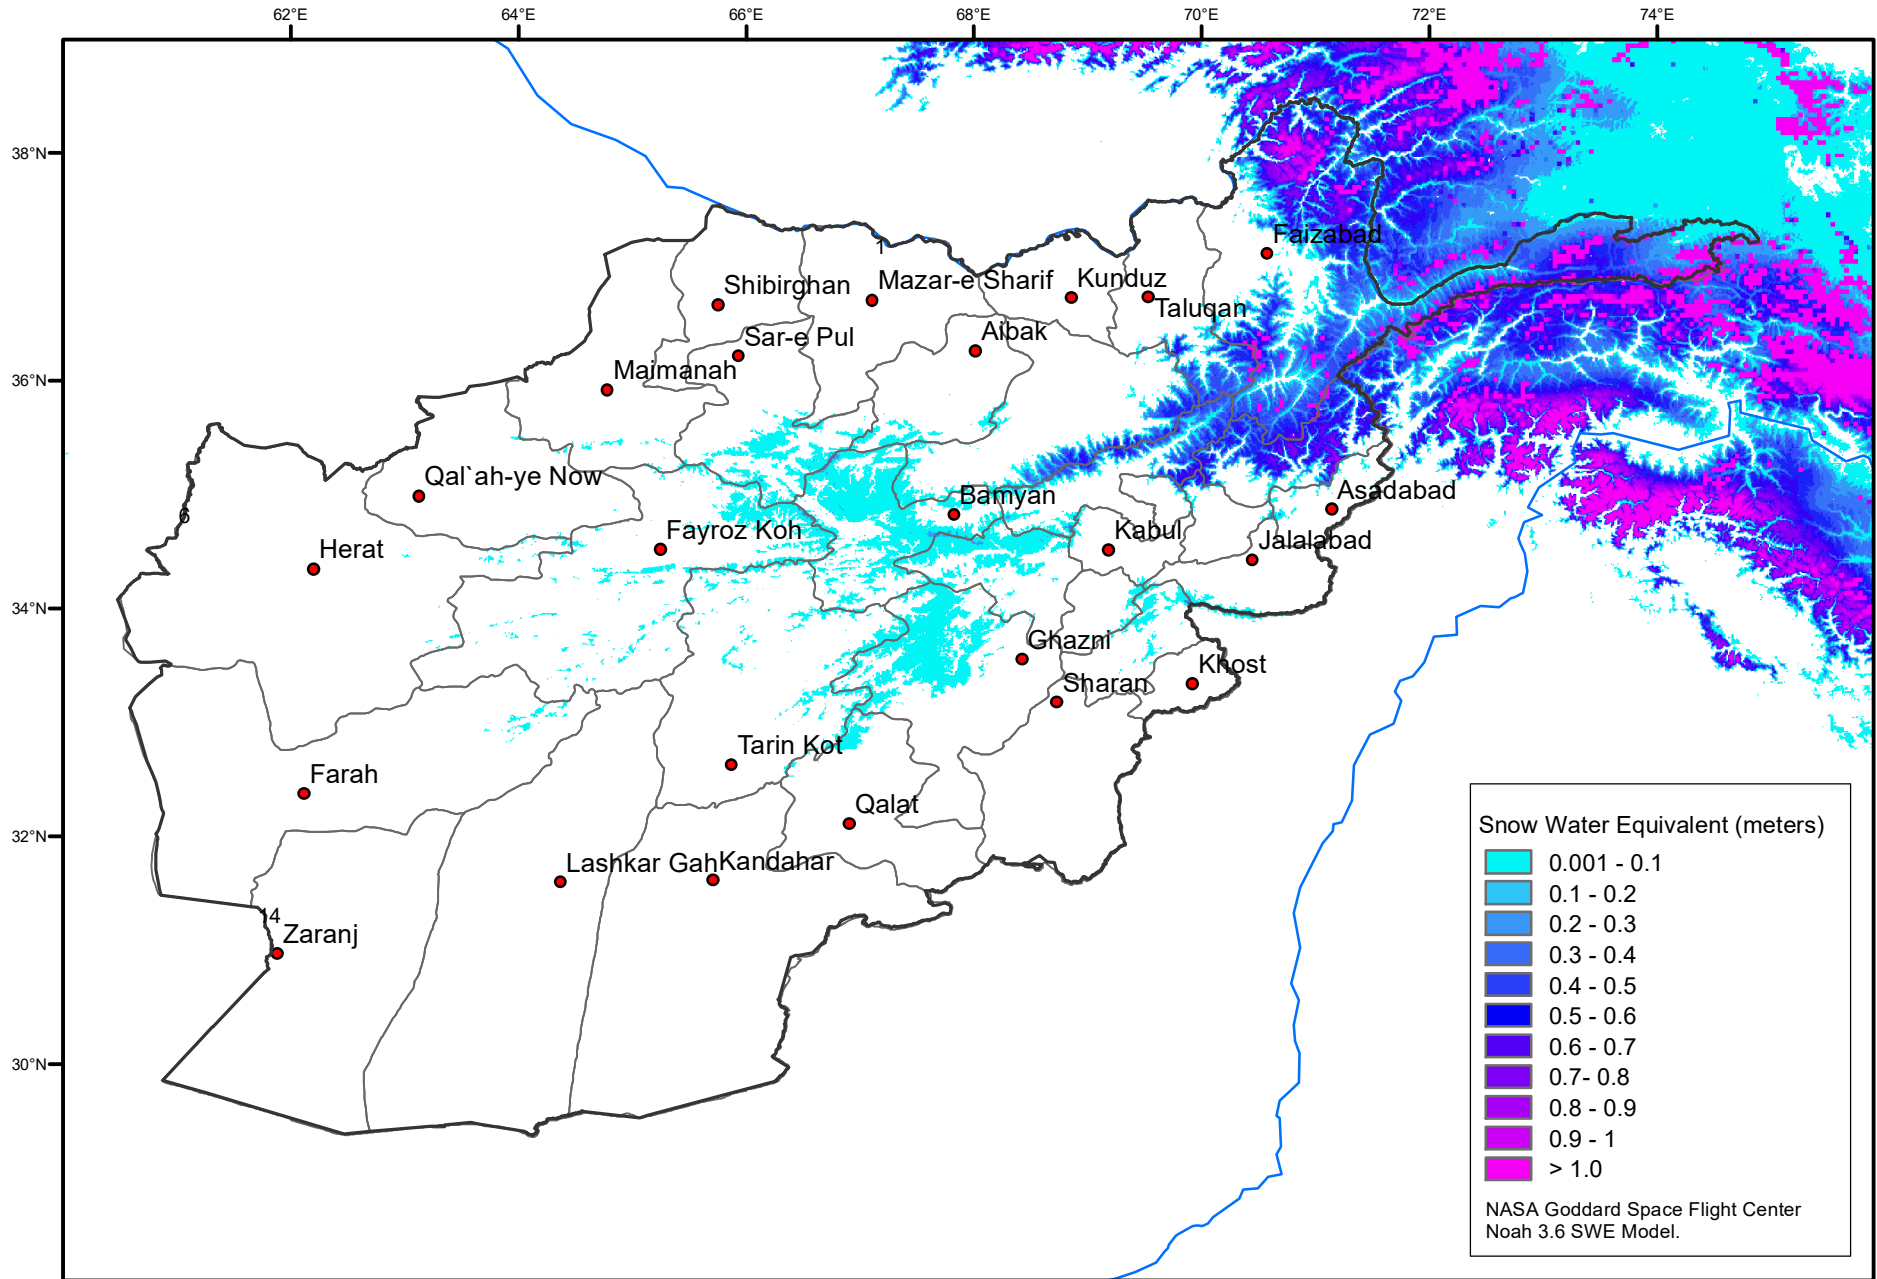 62°E 64°E 66°E 68°E 70°E 72°E 74°E
38°N
Faizabad
1
Shibirghan
Mazar-e Sharif
Kunduz
Taluqan
Sar-e Pul
Aibak
Maimanah
36°N
Qal`ah-ye Now
Bamyan
Asadabad
6
Fayroz Koh
Kabul
Jalalabad
Herat
34°N
Ghazni
Khost
Sharan
Tarin Kot
Farah
Qalat
32°N
Lashkar Gah
Kandahar
14
Zaranj
30°N
Snow Water Equivalent (meters)
0.001 - 0.1
0.1 - 0.2
0.2 - 0.3
0.3 - 0.4
0.4 - 0.5
0.5 - 0.6
0.6 - 0.7
0.7- 0.8
0.8 - 0.9
0.9 - 1
> 1.0
NASA Goddard Space Flight Center
Noah 3.6 SWE Model.